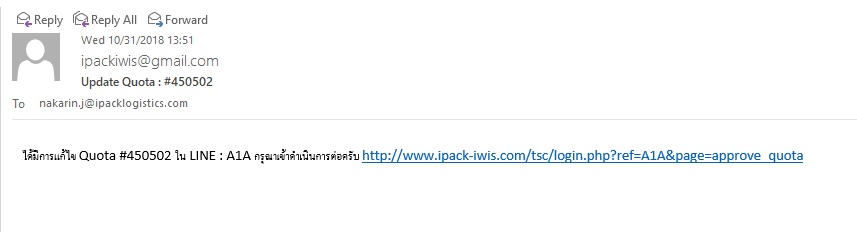 Reply Reply All Forward
Wed 10/31/2018 13:51
ipackiwis@gmail.com
Update Quota : #450502
To nakarin.j@ipacklogistics.com
ได้มีการแก้ไข Quota #450502 ใน LINE : A1A กรุณาเข้าดำเนินการต่อครับ http://www.ipack-iwis.com/tsc/login.php?ref=A1A&page=approve_quota